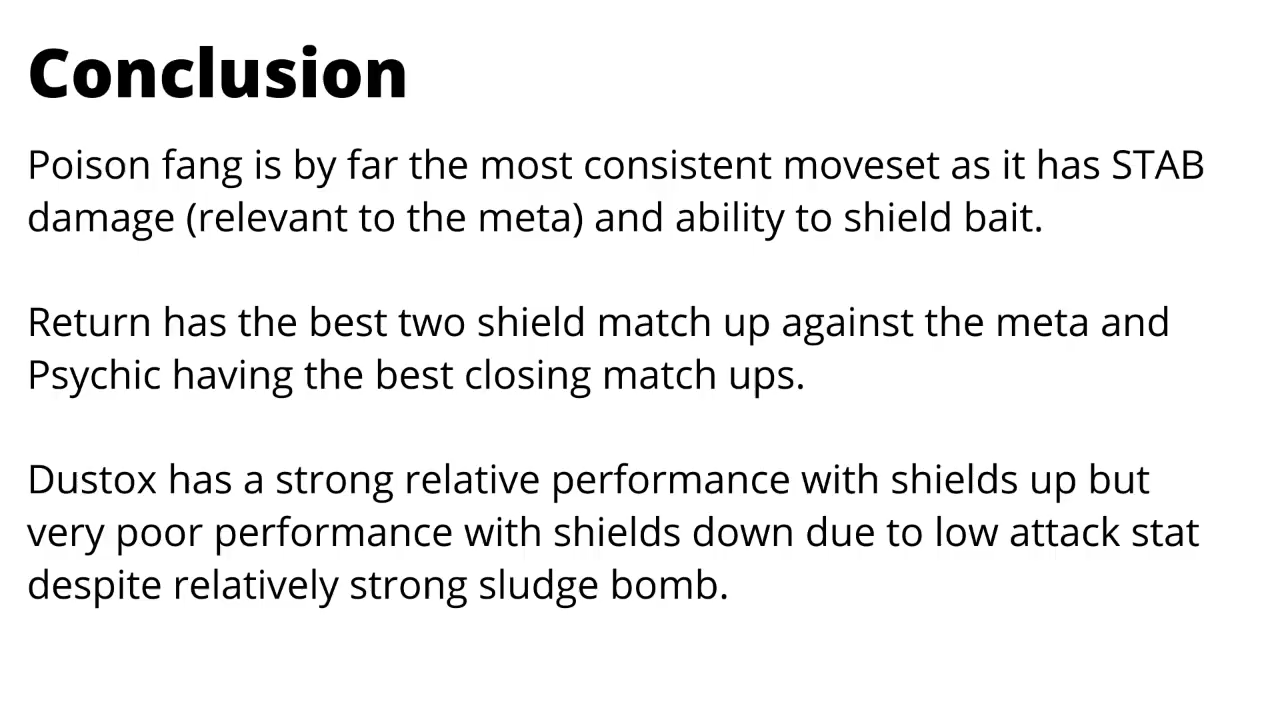 Conclusion
Poison fang is by far the most consistent moveset as it has STAB
damage (relevant to the meta) and ability to shield bait.
Return has the best two shield match up against the meta and
Psychic having the best closing match ups.
Dustox has a strong relative performance with shields up but
very poor performance with shields down due to low attack stat
despite relatively strong sludge bomb.